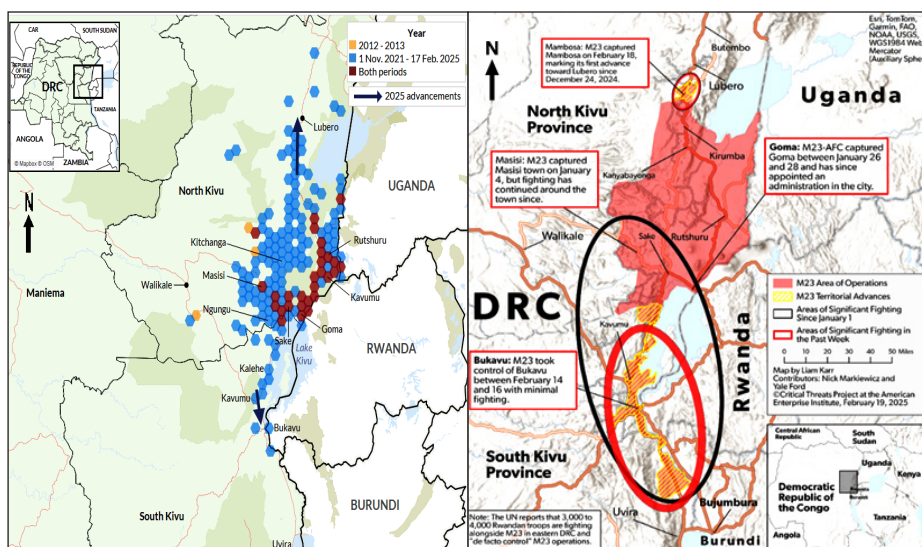 CAR
SOUTH SUDAN
REPUBLIC
OF THE
CONGO
DRC
TANZANIA
ANGOLA
ZAMBIA
© Mapbox © OSM
N
Year
2012 - 2013
1 Nov. 2021 - 17 Feb. 2025
Both periods
2025 advancements
Lubero
North Kivu
UGANDA
Kitchanga
Rutshuru
Masisi
Walikale
Maniema
Kavumu
Ngungu
Goma
Sake
Lake
Kivu
RWANDA
Kalehe
Kavumu
Bukavu
BURUNDI
South Kivu
Uvira
N
Mambosa: M23 captured
Mambosa on February 18,
marking its first advance
toward Lubero since
December 24, 2024.
Butembo
Lubero
Esri, TomTom,
Garmin, FAO,
NOAA, USGS,
WGS1984 Web
Mercator
(Auxiliary Sphe
Uganda
North Kivu
Province
Kirumba
Goma: M23-AFC captured
Goma between January 26
and 28 and has since
appointed an
administration in the city.
Masisi: M23 captured
Masisi town on January
4, but fighting has
continued around the
town since.
Kanyabayonga
Walikale
Sake
Rutshuru
DRC
M23 Area of Operations
M23 Territorial Advances
Areas of Significant Fighting
Since January 1
Areas of Significant Fighting in
the Past Week
0 10 20 30 40 50 Miles
Map by Liam Karr
Contributors: Nick Markiewicz and
Yale Ford
©Critical Threats Project at the American
Enterprise Institute, February 19, 2025
Kavumu
Bukavu: M23 took
control of Bukavu
between February 14
and 16 with minimal
fighting.
Rwanda
South Kivu
Province
Uvira
Bujumbura
Burundi
Note: The UN reports that 3,000 to
4,000 Rwandan troops are fighting
alongside M23 in eastern DRC and
"de facto control" M23 operations.
Central African
Republic
South
Sudan
Uganda
Kenya
Democratic
Republic of
the Congo
Rwanda
Burundi
Tanzania
Angola